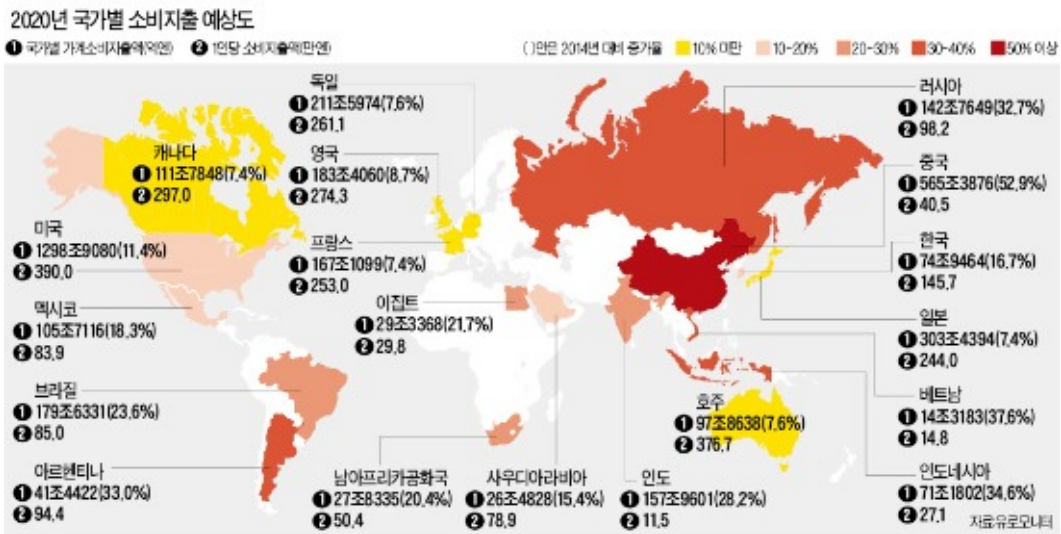 2020년 국가별 소비지출 예상도
❶ 국가별 가계소비지출액(억엔) ❷ 1인당 소비지출액(만엔) ( )안은 2014년 대비 증가율 10% 미만 10~20% 20~30% 30~40% 50% 이상
독일
❶ 211조5974(7.6%)
❷ 261.1
영국
❶ 183조4060(8.7%)
❷ 274.3
프랑스
❶ 167조1099(7.4%)
❷ 253.0
캐나다
❶ 111조7848(7.4%)
❷ 297.0
미국
❶ 1298조9080(11.4%)
❷ 390.0
멕시코
❶ 105조7116(18.3%)
❷ 83.9
브라질
❶ 179조6331(23.6%)
❷ 85.0
아르헨티나
❶ 41조4422(33.0%)
❷ 94.4
이집트
❶ 29조3368(21.7%)
❷ 29.8
남아프리카공화국
❶ 27조8335(20.4%)
❷ 50.4
사우디아라비아
❶ 26조4828(15.4%)
❷ 78.9
인도
❶ 157조9601(28.2%)
❷ 11.5
호주
❶ 97조8638(7.6%)
❷ 376.7
러시아
❶ 142조7649(32.7%)
❷ 98.2
중국
❶ 565조3876(52.9%)
❷ 40.5
한국
❶ 74조9464(16.7%)
❷ 145.7
일본
❶ 303조4394(7.4%)
❷ 244.0
베트남
❶ 14조3183(37.6%)
❷ 14.8
인도네시아
❶ 71조1802(34.6%)
❷ 27.1
자료:유로모니터